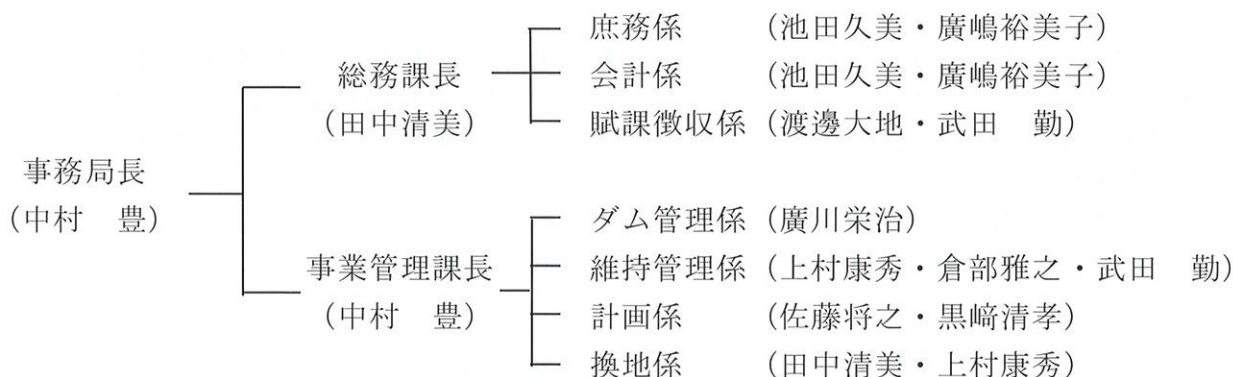 事務局長
（中村　豊）
総務課長
（田中清美）
庶務係　　（池田久美・廣嶋裕美子）
会計係　　（池田久美・廣嶋裕美子）
賦課徴収係（渡邊大地・武田　勤）
事業管理課長
（中村　豊）
ダム管理係（廣川栄治）
維持管理係（上村康秀・倉部雅之・武田　勤）
計画係　　（佐藤将之・黒﨑清孝）
換地係　　（田中清美・上村康秀）